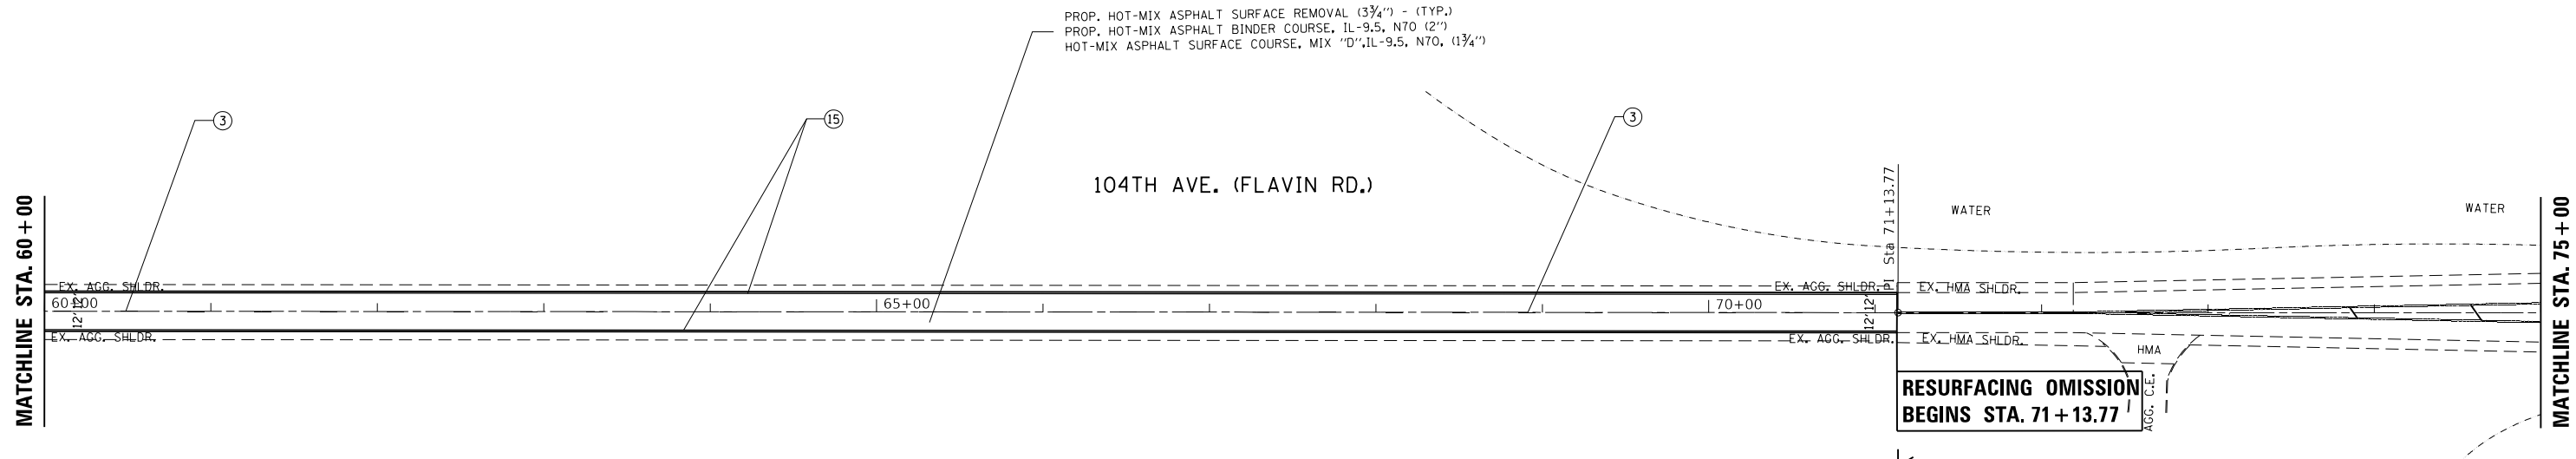 PROP. HOT-MIX ASPHALT SURFACE REMOVAL (3¾") - (TYP.)
PROP. HOT-MIX ASPHALT BINDER COURSE, IL-9.5, N70 (2")
HOT-MIX ASPHALT SURFACE COURSE, MIX "D",IL-9.5, N70, (1¾")
3
15
3
104TH AVE. (FLAVIN RD.)
MATCHLINE STA. 60+00
PI Sta 71+13.77
WATER
WATER
MATCHLINE STA. 75+00
EX. AGG. SHLDR.
EX. AGG. SHLDR.
EX. HMA SHLDR.
60+00
65+00
70+00
12'
12'
12'
12'
EX. AGG. SHLDR.
EX. AGG. SHLDR.
EX. HMA SHLDR.
HMA
AGG. C.E.
RESURFACING OMISSION
BEGINS STA. 71+13.77